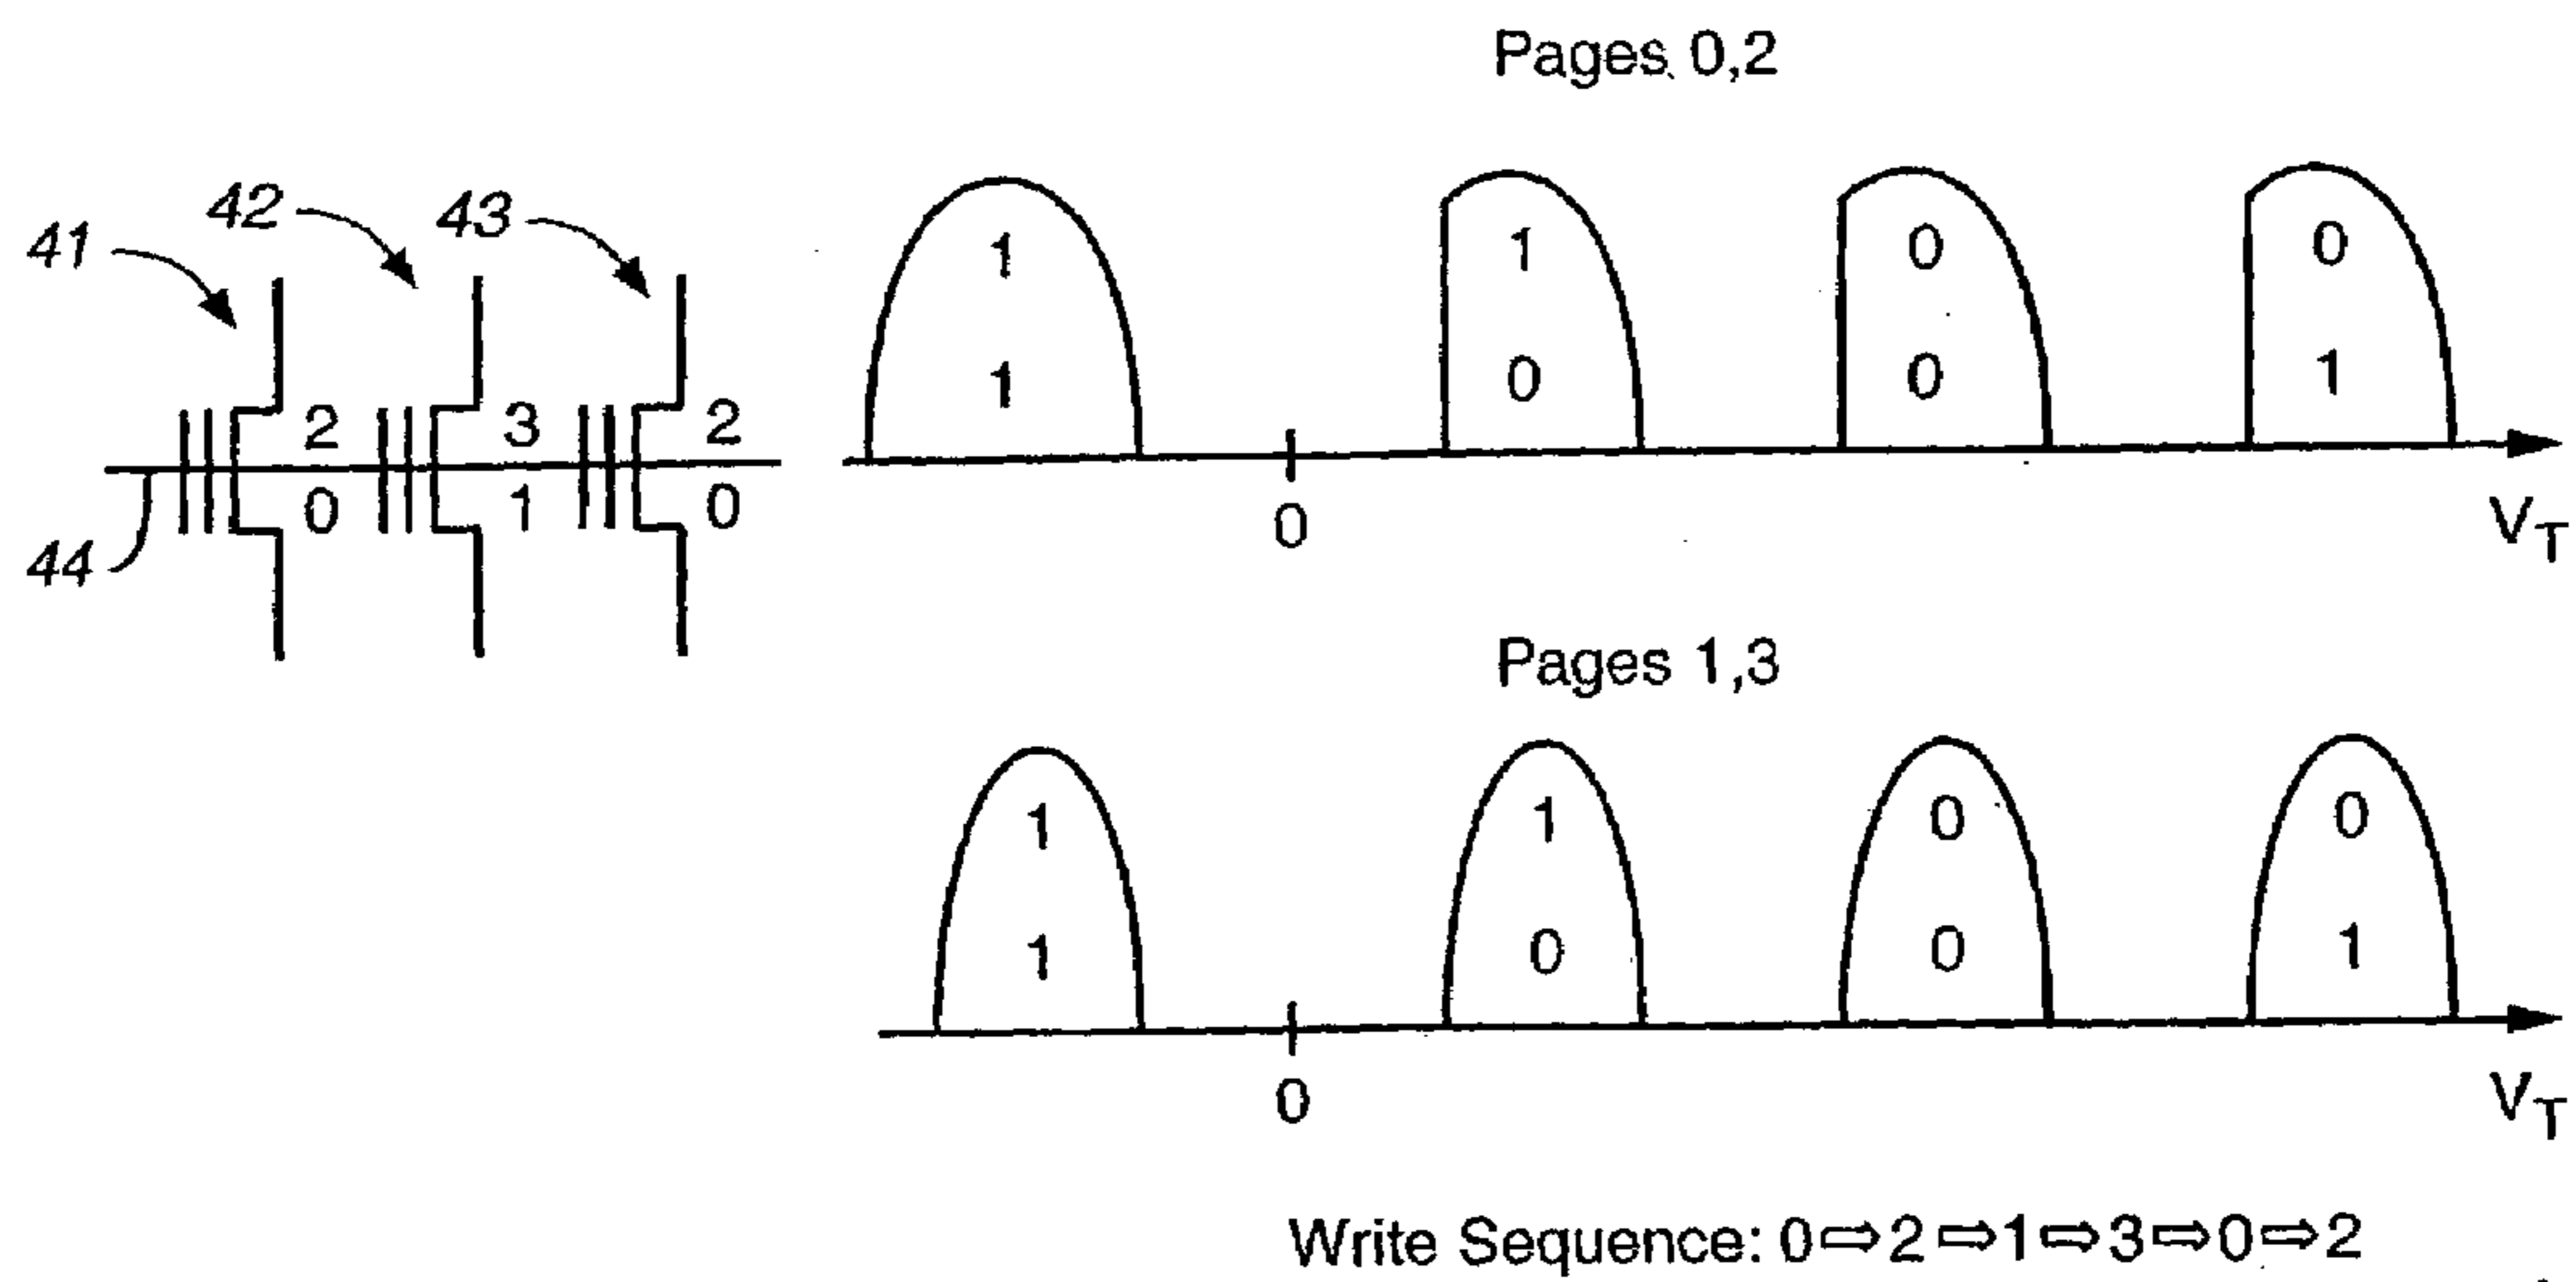 Pages 0,2
41 42 43
1 1 0 0
1 0 0 1
2 3 2
0 1 0
44
0
V_T
Pages 1,3
1 1 0 0
1 0 0 1
0
V_T
Write Sequence: 0⇨2⇨1⇨3⇨0⇨2